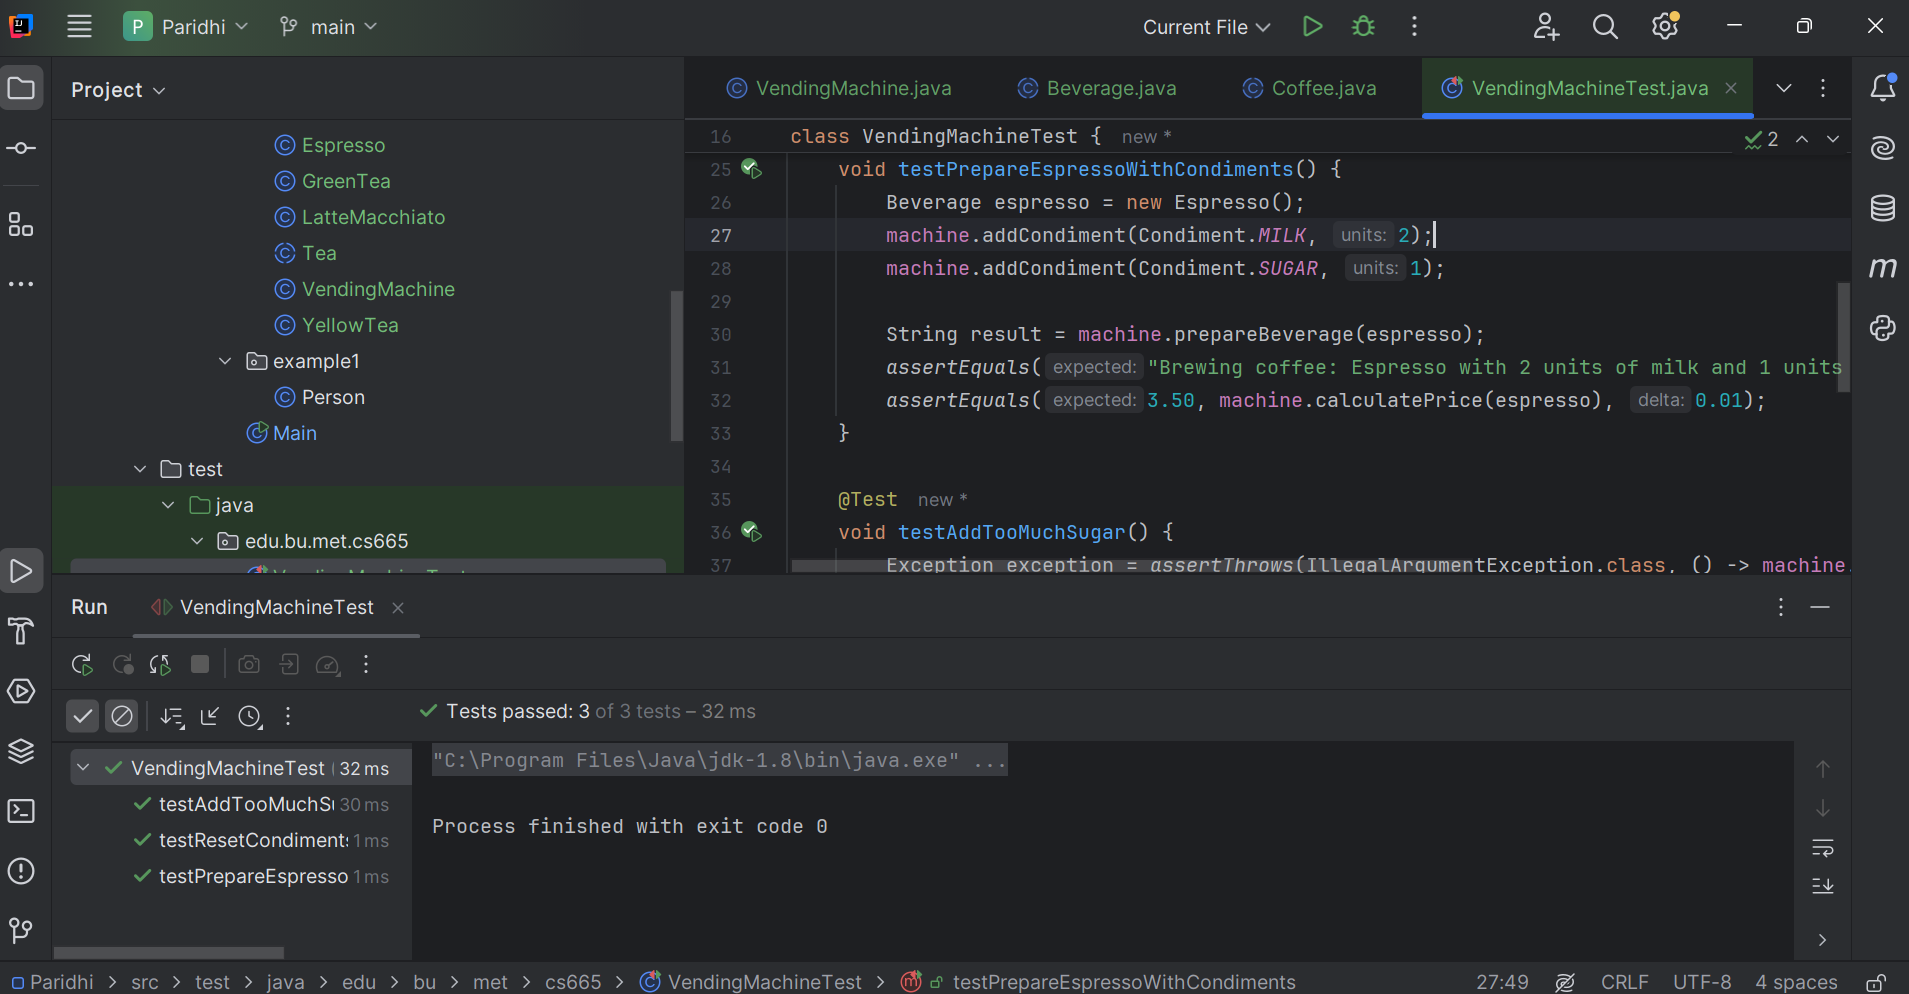 P Paridhi main Current File
Project
Espresso
GreenTea
LatteMacchiato
Tea
VendingMachine
YellowTea
example1
Person
Main
test
java
edu.bu.met.cs665
VendingMachineTest
VendingMachine.java Beverage.java Coffee.java VendingMachineTest.java
16 class VendingMachineTest { new * 2
25 void testPrepareEspressoWithCondiments() {
26 Beverage espresso = new Espresso();
27 machine.addCondiment(Condiment.MILK, units: 2);
28 machine.addCondiment(Condiment.SUGAR, units: 1);
29
30 String result = machine.prepareBeverage(espresso);
31 assertEquals( expected: "Brewing coffee: Espresso with 2 units of milk and 1 units
32 assertEquals( expected: 3.50, machine.calculatePrice(espresso), delta: 0.01);
33 }
34
35 @Test new *
36 void testAddTooMuchSugar() {
37 Exception exception = assertThrows(IllegalArgumentException.class, () -> machine.
Run VendingMachineTest
Tests passed: 3 of 3 tests – 32 ms
VendingMachineTest 32 ms
testAddTooMuchSu 30 ms
testResetCondiments 1 ms
testPrepareEspresso 1 ms
"C:\Program Files\Java\jdk-1.8\bin\java.exe" ...
Process finished with exit code 0
Paridhi > src > test > java > edu > bu > met > cs665 > VendingMachineTest > testPrepareEspressoWithCondiments 27:49 CRLF UTF-8 4 spaces